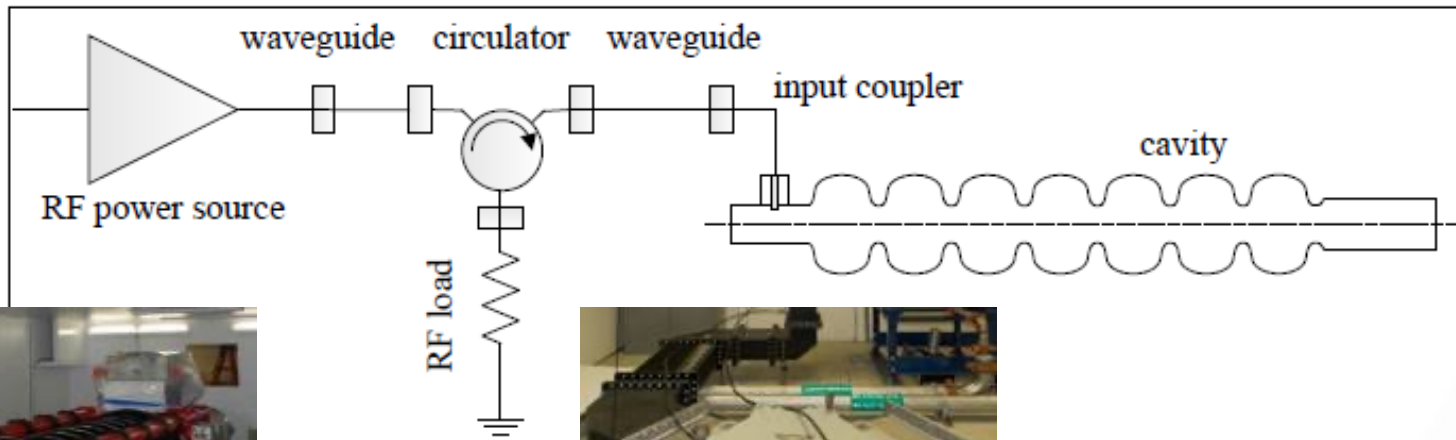 waveguide circulator waveguide
input coupler
cavity
RF power source
RF load